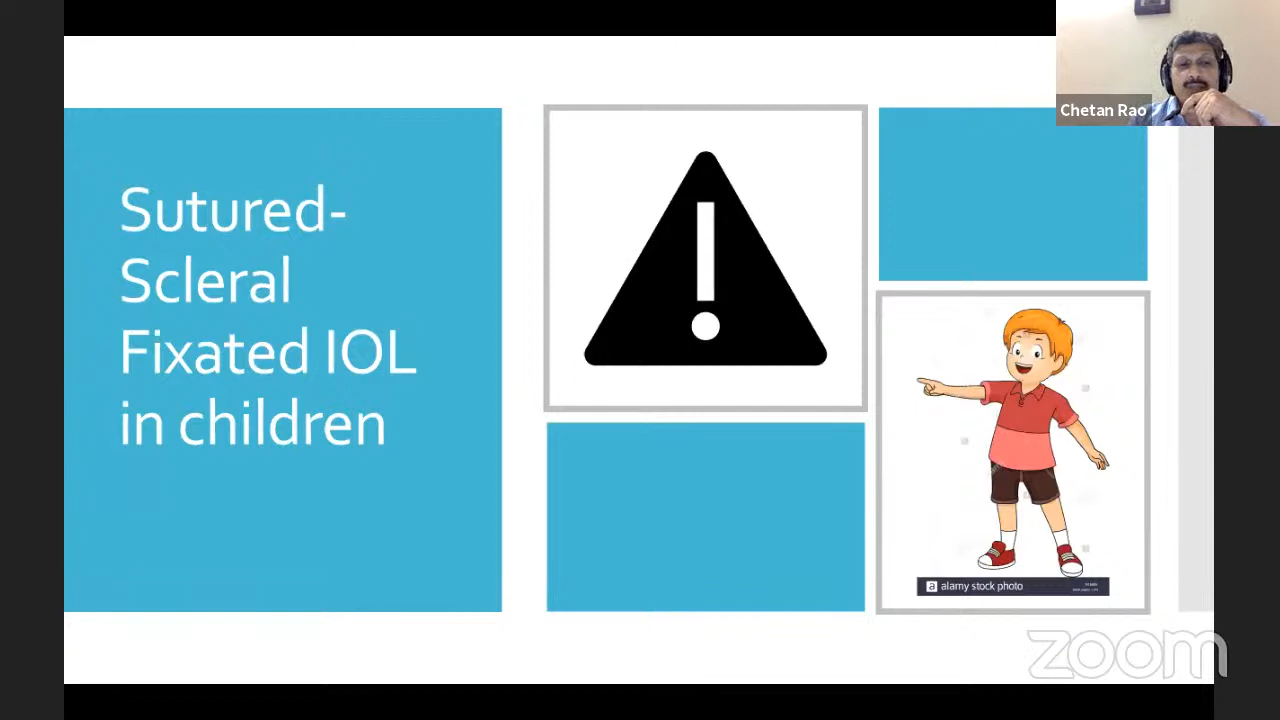 Sutured-
Scleral
Fixated IOL
in children
Chetan Rao
a alamy stock photo
zoom